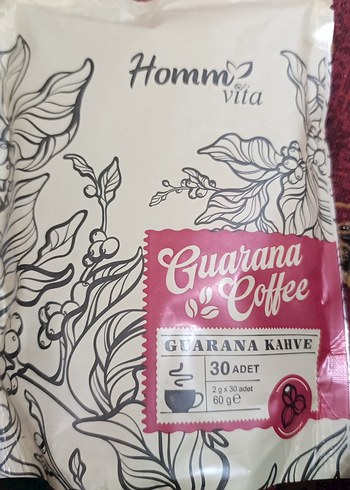 Homm
vita
Guarana
Coffee
GUARANA KAHVE
30 ADET
2 g x 30 adet
60 g ℮